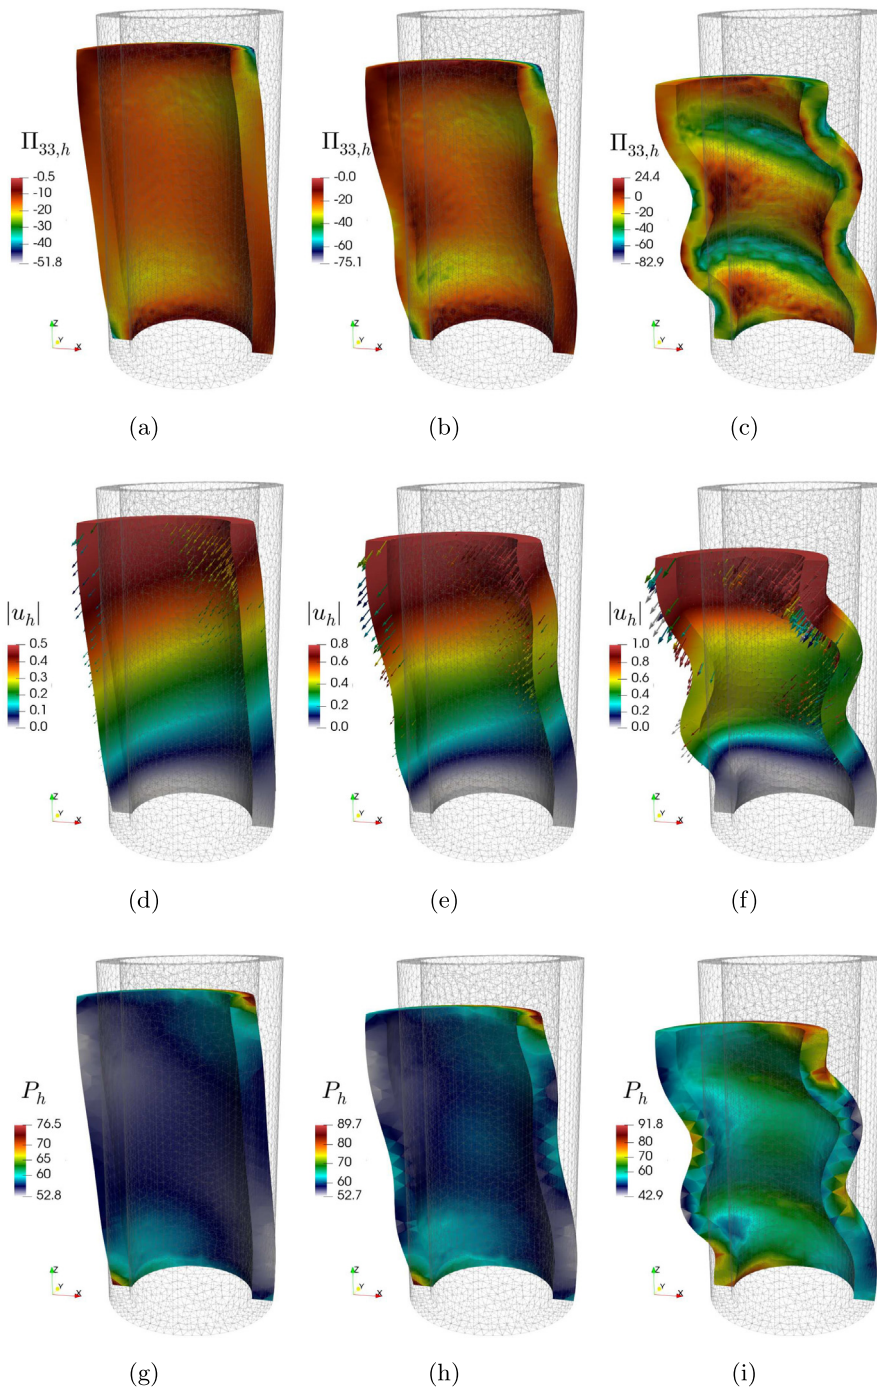 Π33,h
-0.5
-10
-20
-30
-40
-51.8
Z
Y
X
(a)
Π33,h
-0.0
-20
-40
-60
-75.1
Z
Y
X
(b)
Π33,h
24.4
0
-20
-40
-60
-82.9
Z
Y
X
(c)
|uh|
0.5
0.4
0.3
0.2
0.1
0.0
Z
Y
X
(d)
|uh|
0.8
0.6
0.4
0.2
0.0
Z
Y
X
(e)
|uh|
1.0
0.8
0.6
0.4
0.2
0.0
Z
Y
X
(f)
Ph
76.5
70
65
60
52.8
Z
Y
X
(g)
Ph
89.7
80
70
60
52.7
Z
Y
X
(h)
Ph
91.8
80
70
60
42.9
Z
Y
X
(i)